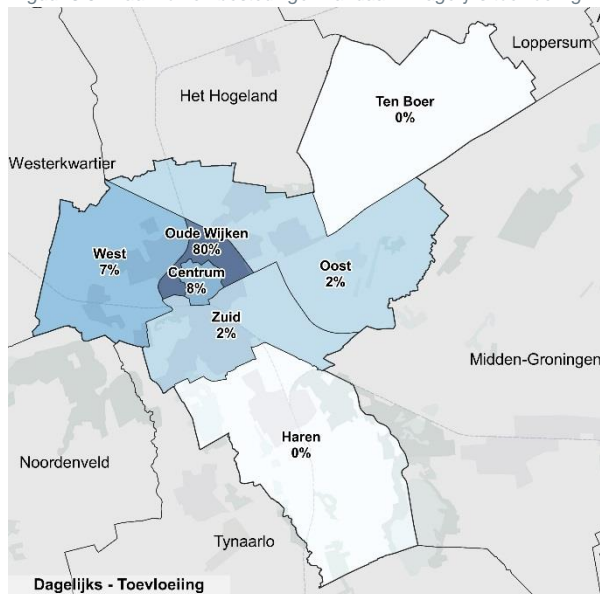 Loppersum
Het Hogeland
Ten Boer
0%
Westerkwartier
Oude Wijken
80%
West
7%
Centrum
8%
Oost
2%
Zuid
2%
Midden-Groningen
Haren
0%
Noordenveld
Tynaarlo
Dagelijks - Toevloeiing